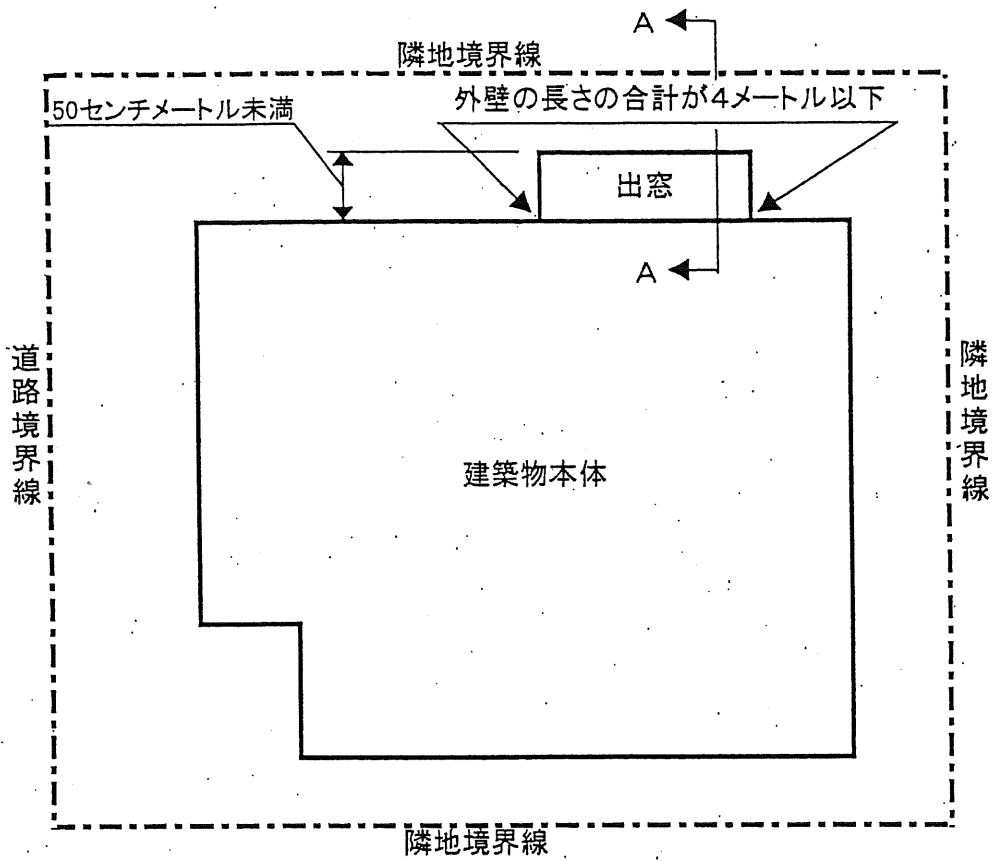 A
隣地境界線
50センチメートル未満
外壁の長さの合計が4メートル以下
出窓
A
道路境界線
隣地境界線
建築物本体
隣地境界線